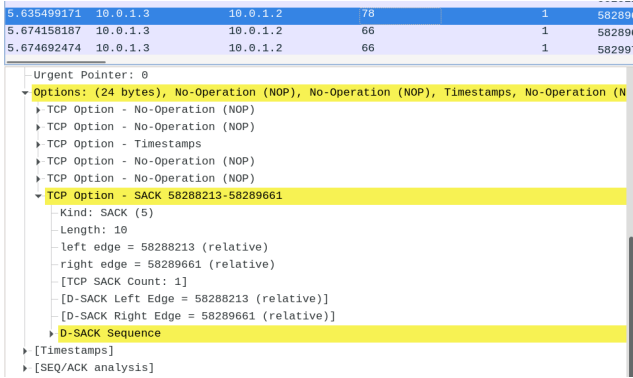 5.635499171 10.0.1.3 10.0.1.2 78 1 58289
5.674158187 10.0.1.3 10.0.1.2 66 1 58289
5.674692474 10.0.1.3 10.0.1.2 66 1 58299
Urgent Pointer: 0
Options: (24 bytes), No-Operation (NOP), No-Operation (NOP), Timestamps, No-Operation (N
TCP Option - No-Operation (NOP)
TCP Option - No-Operation (NOP)
TCP Option - Timestamps
TCP Option - No-Operation (NOP)
TCP Option - No-Operation (NOP)
TCP Option - SACK 58288213-58289661
Kind: SACK (5)
Length: 10
left edge = 58288213 (relative)
right edge = 58289661 (relative)
[TCP SACK Count: 1]
[D-SACK Left Edge = 58288213 (relative)]
[D-SACK Right Edge = 58289661 (relative)]
D-SACK Sequence
[Timestamps]
[SEQ/ACK analysis]